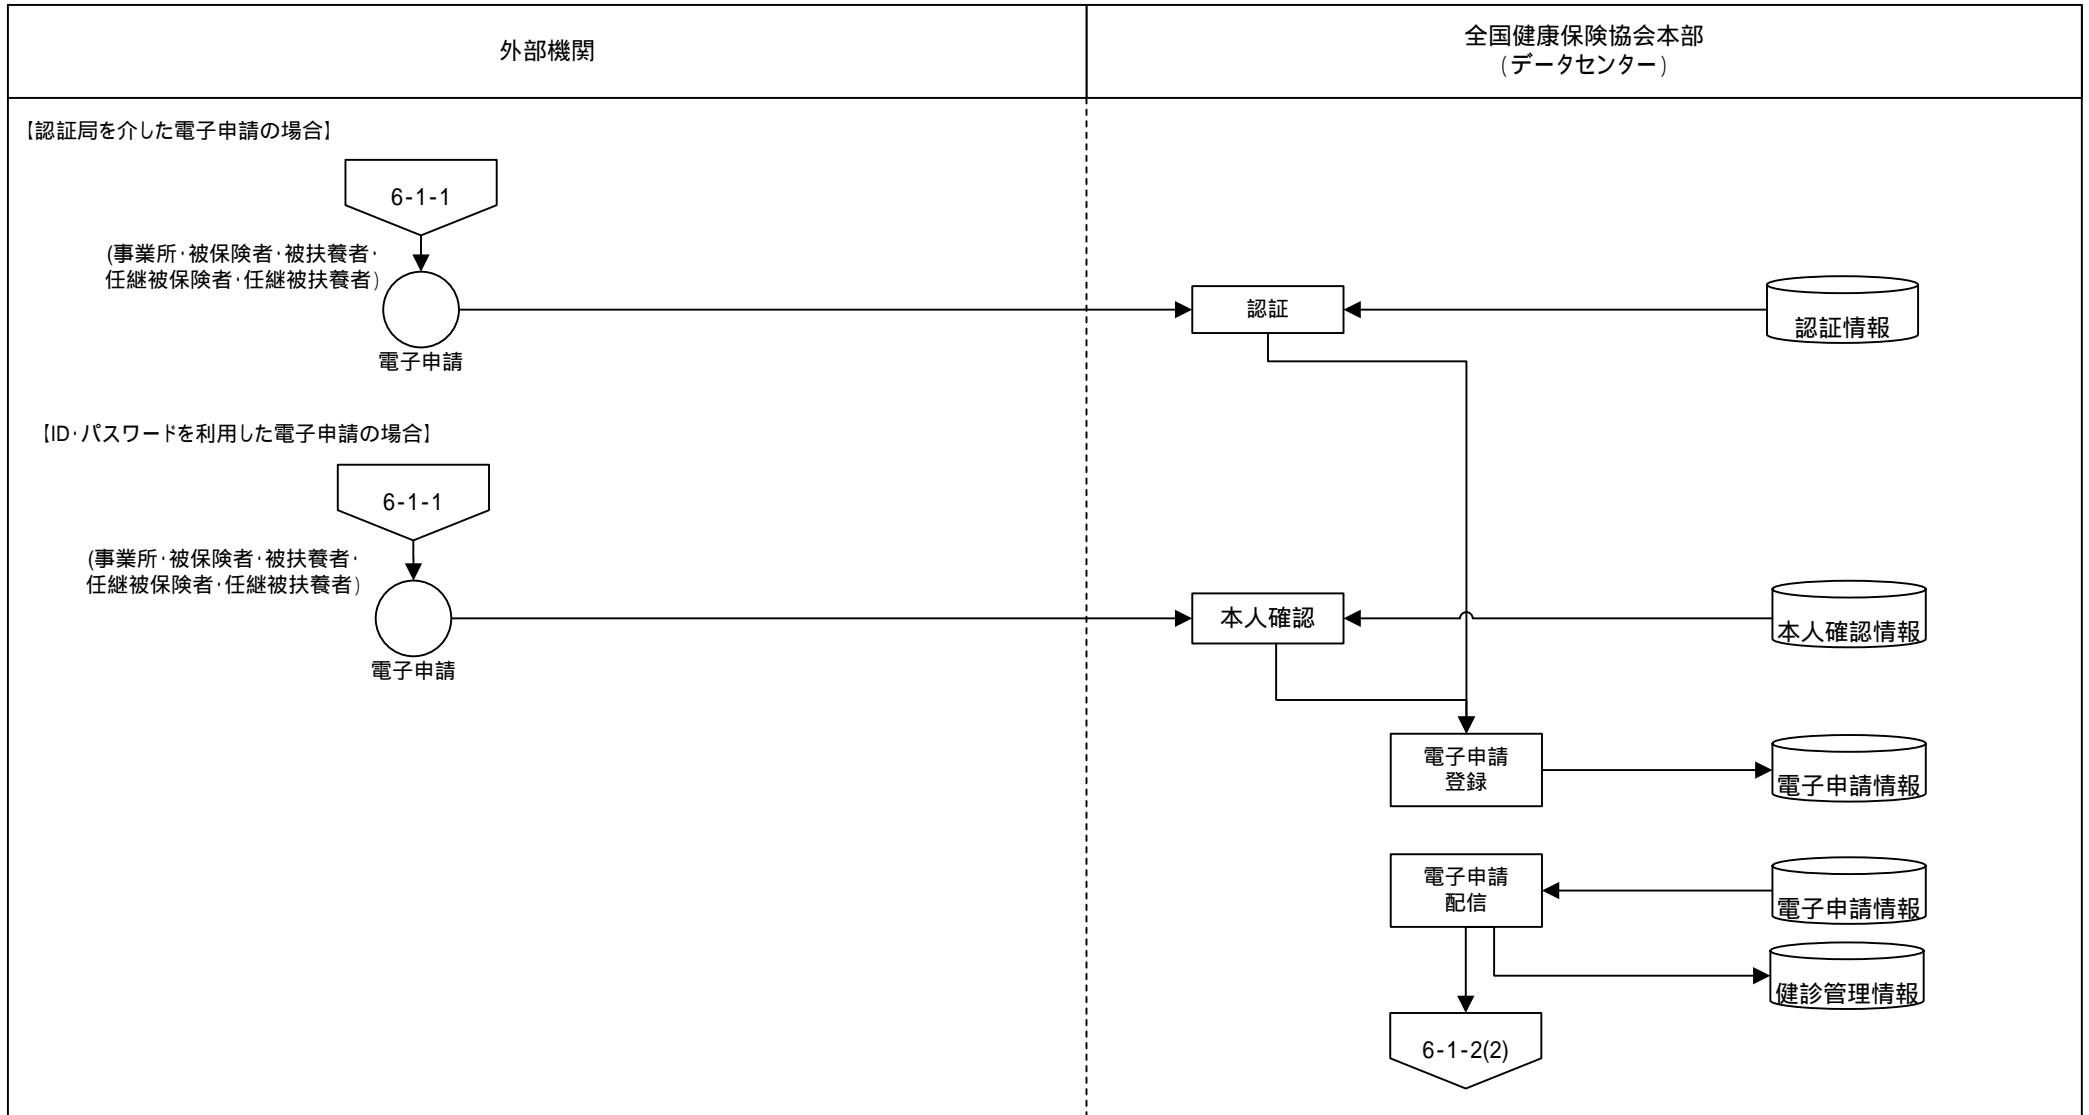 外部機関
全国健康保険協会本部
(データセンター)
【認証局を介した電子申請の場合】
6-1-1
(事業所・被保険者・被扶養者・
任継被保険者・任継被扶養者)
電子申請
認証
認証情報
【ID・パスワードを利用した電子申請の場合】
6-1-1
(事業所・被保険者・被扶養者・
任継被保険者・任継被扶養者)
電子申請
本人確認
本人確認情報
電子申請
登録
電子申請情報
電子申請
配信
電子申請情報
健診管理情報
6-1-2(2)